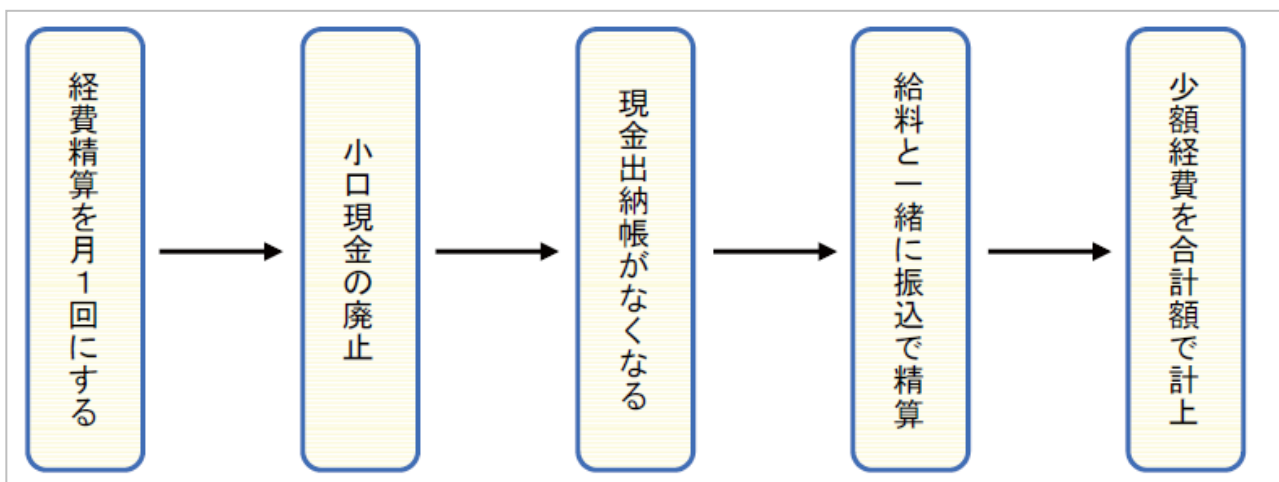 経費精算を月１回にする
小口現金の廃止
現金出納帳がなくなる
給料と一緒に振込で精算
少額経費を合計額で計上